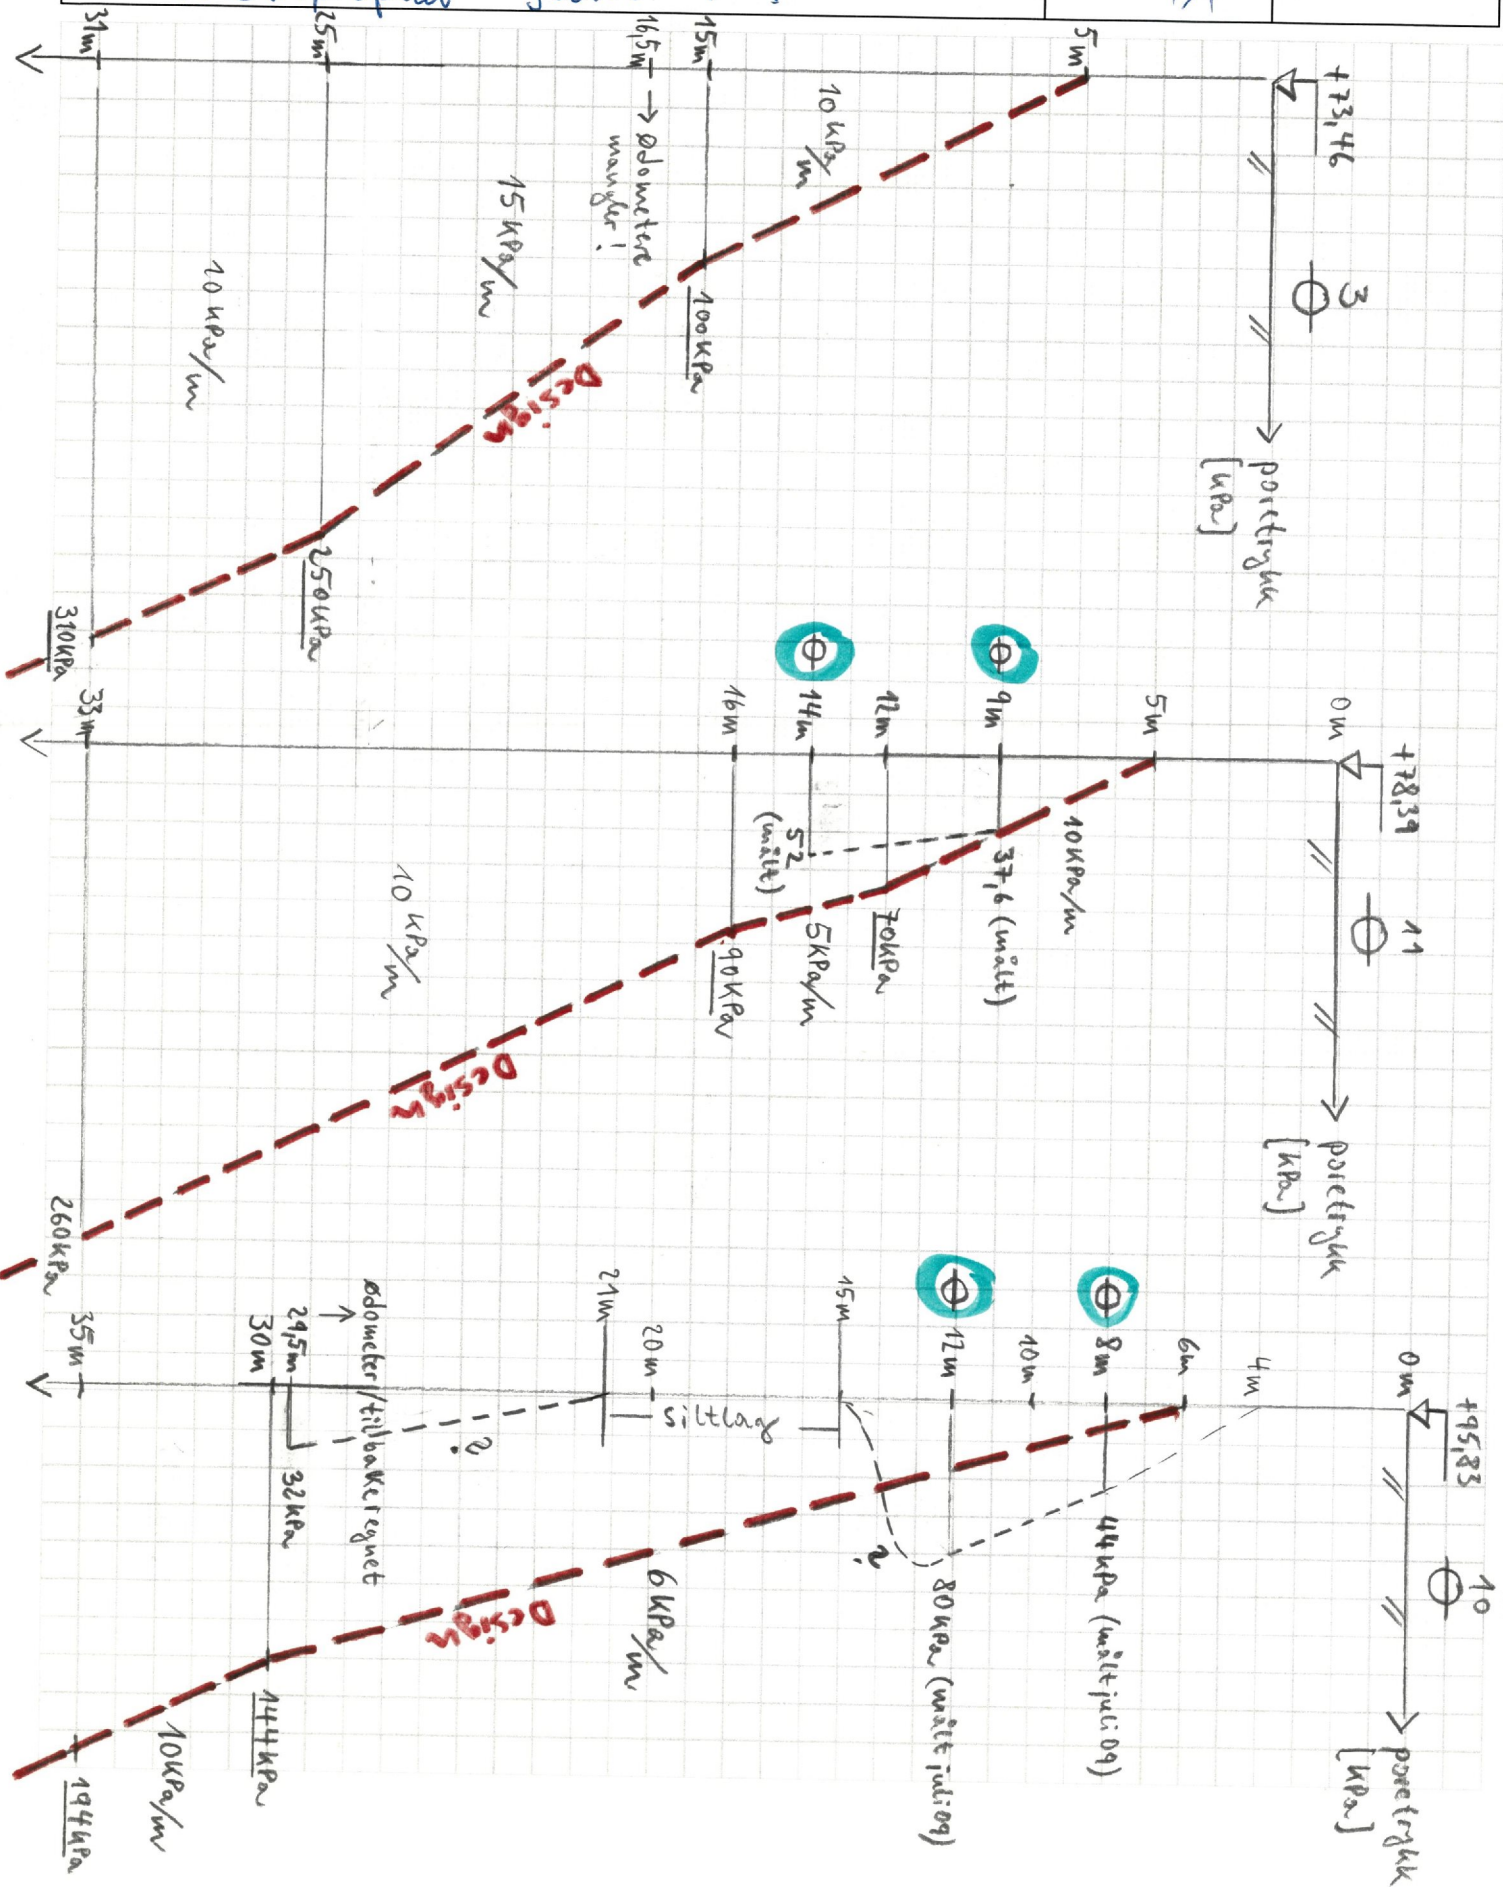 +73,46
3
poretrykk
[kPa]
5m
10 kPa/m
15m
100kPa
16,5m → ødometere
mangler!
15 kPa/m
Design
25m
250kPa
10 kPa/m
31m
310kPa
+78,39
11
0m
poretrykk
[kPa]
5m
10kPa/m
9m
37,6 (målt)
12m
70kPa
14m
52
(målt)
5kPa/m
16m
90kPa
10 kPa/m
Design
33m
260kPa
+95,83
10
0m
poretrykk
[kPa]
4m
6m
8m
44kPa (målt juli 09)
10m
12m
80kPa (målt juli 09)
15m
?
siltlag
20m
21m
6kPa/m
?
Design
ødometer/tilbakeregnet
29,5m
32kPa
30m
144kPa
10kPa/m
35m
194kPa